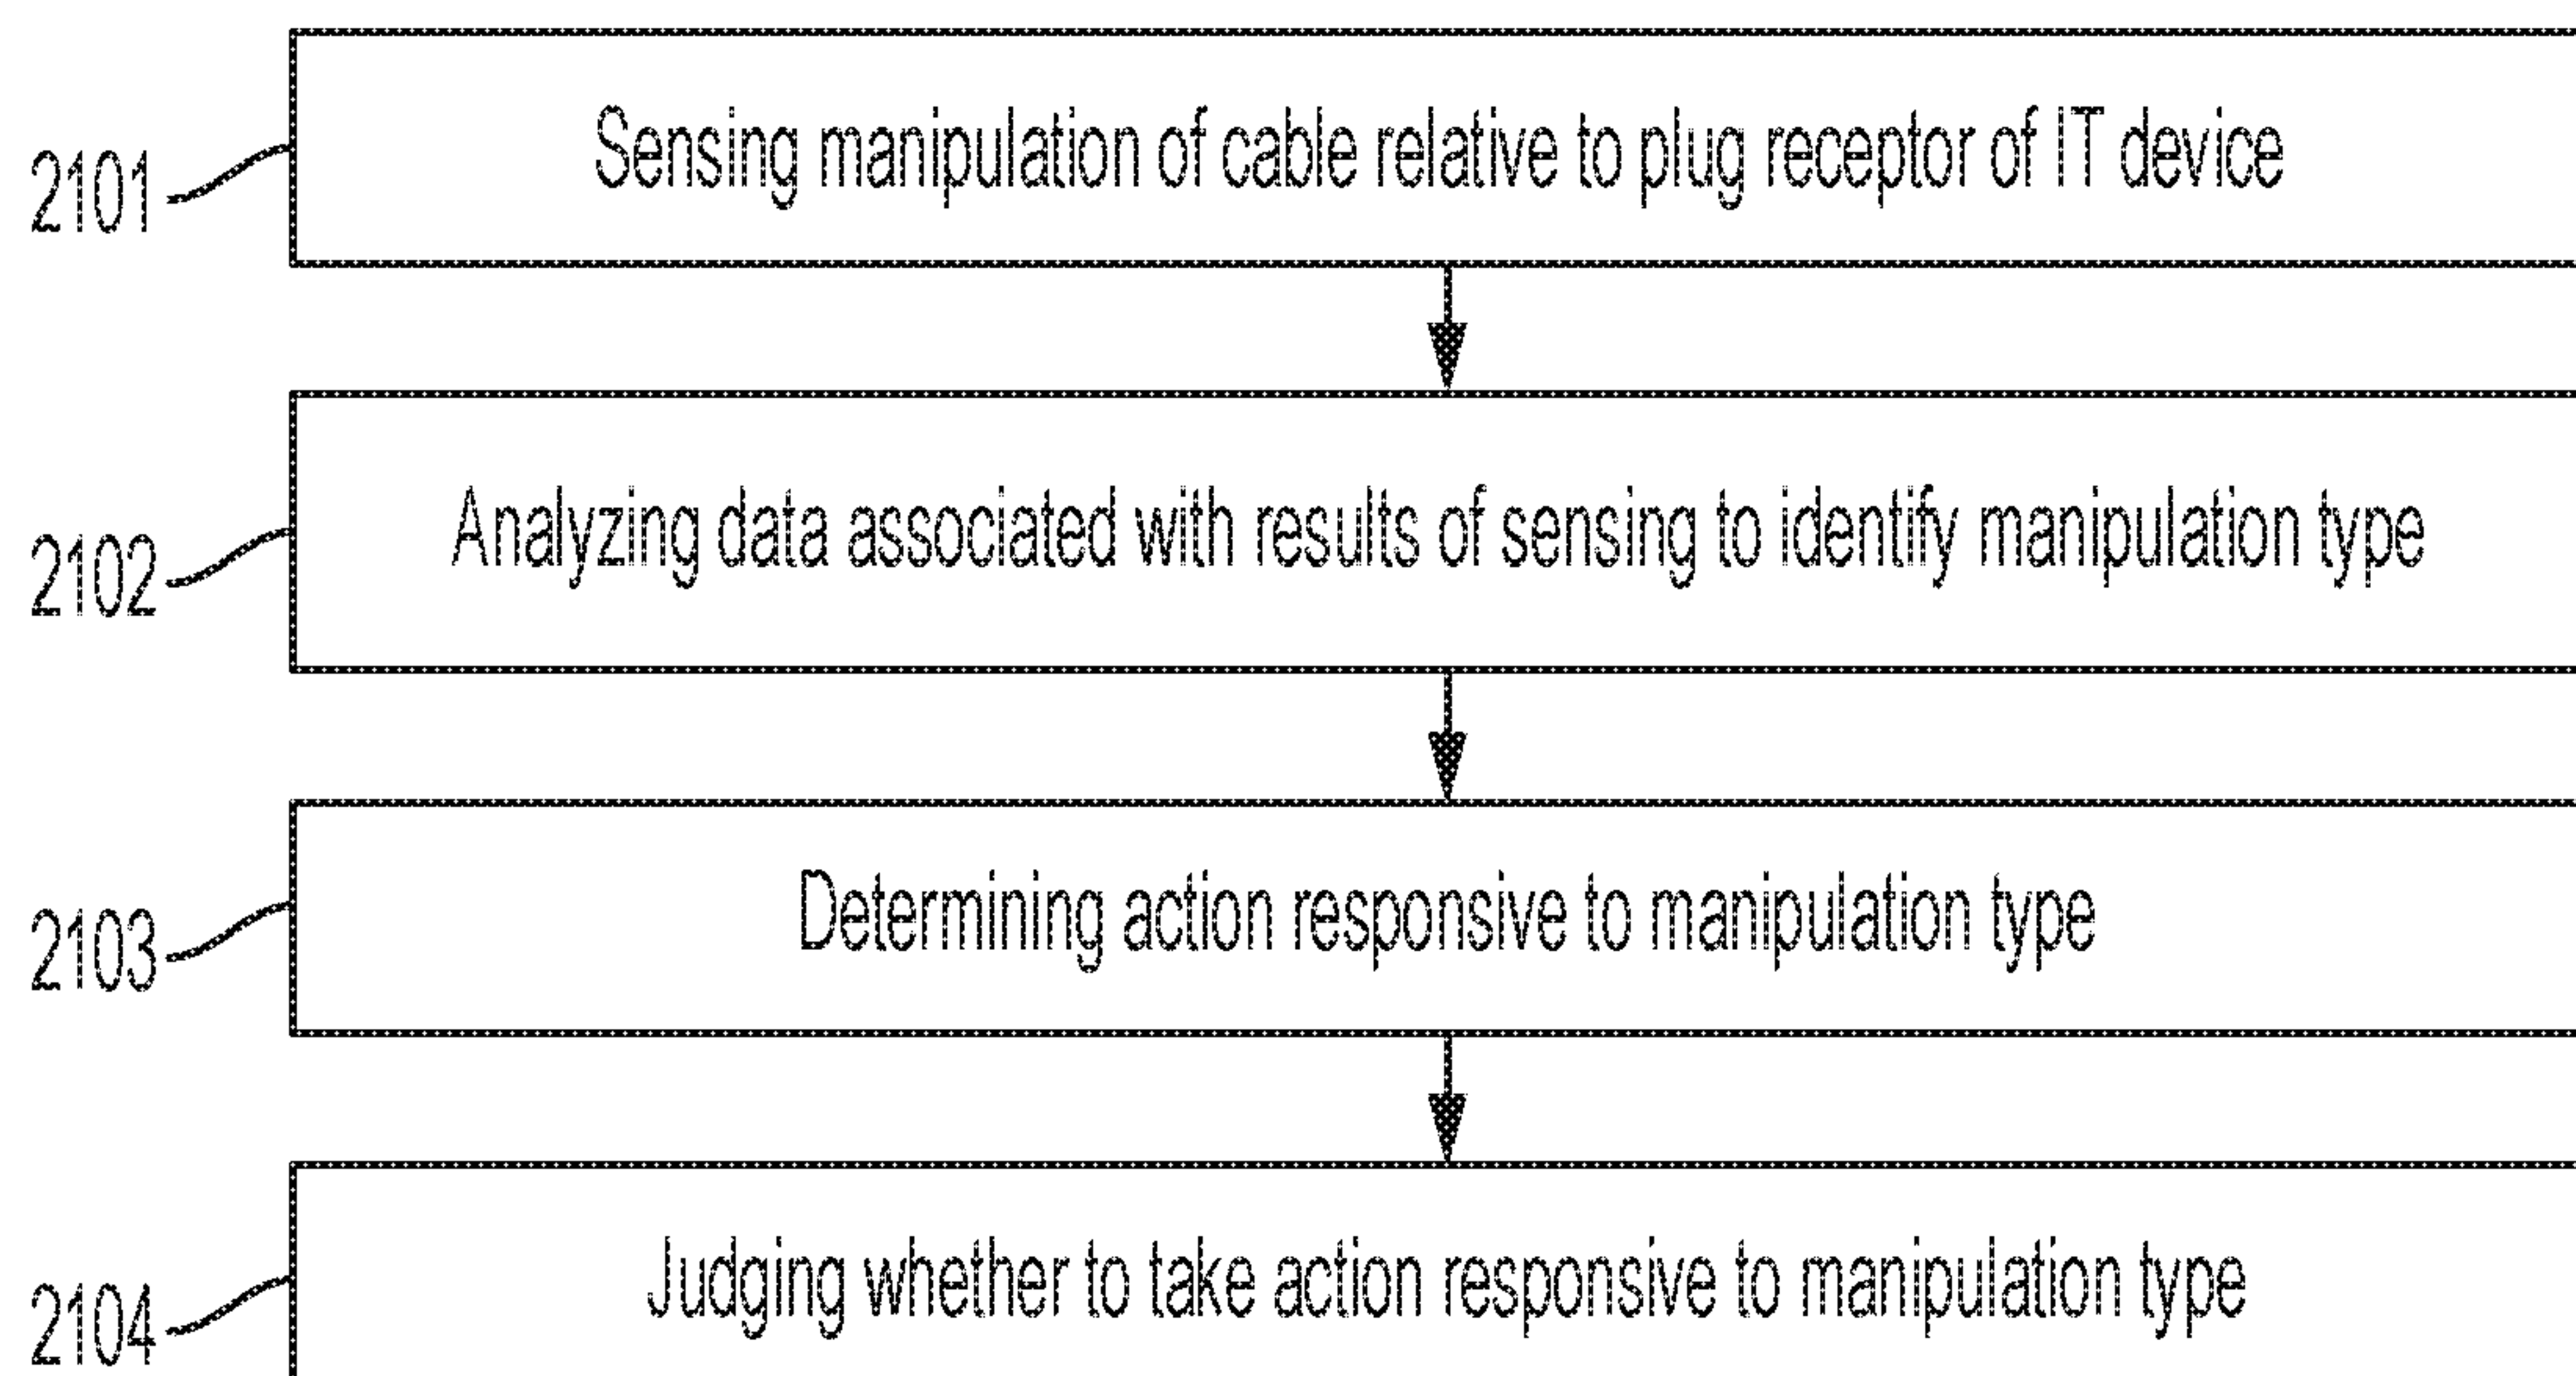 2101 Sensing manipulation of cable relative to plug receptor of IT device
2102 Analyzing data associated with results of sensing to identify manipulation type
2103 Determining action responsive to manipulation type
2104 Judging whether to take action responsive to manipulation type